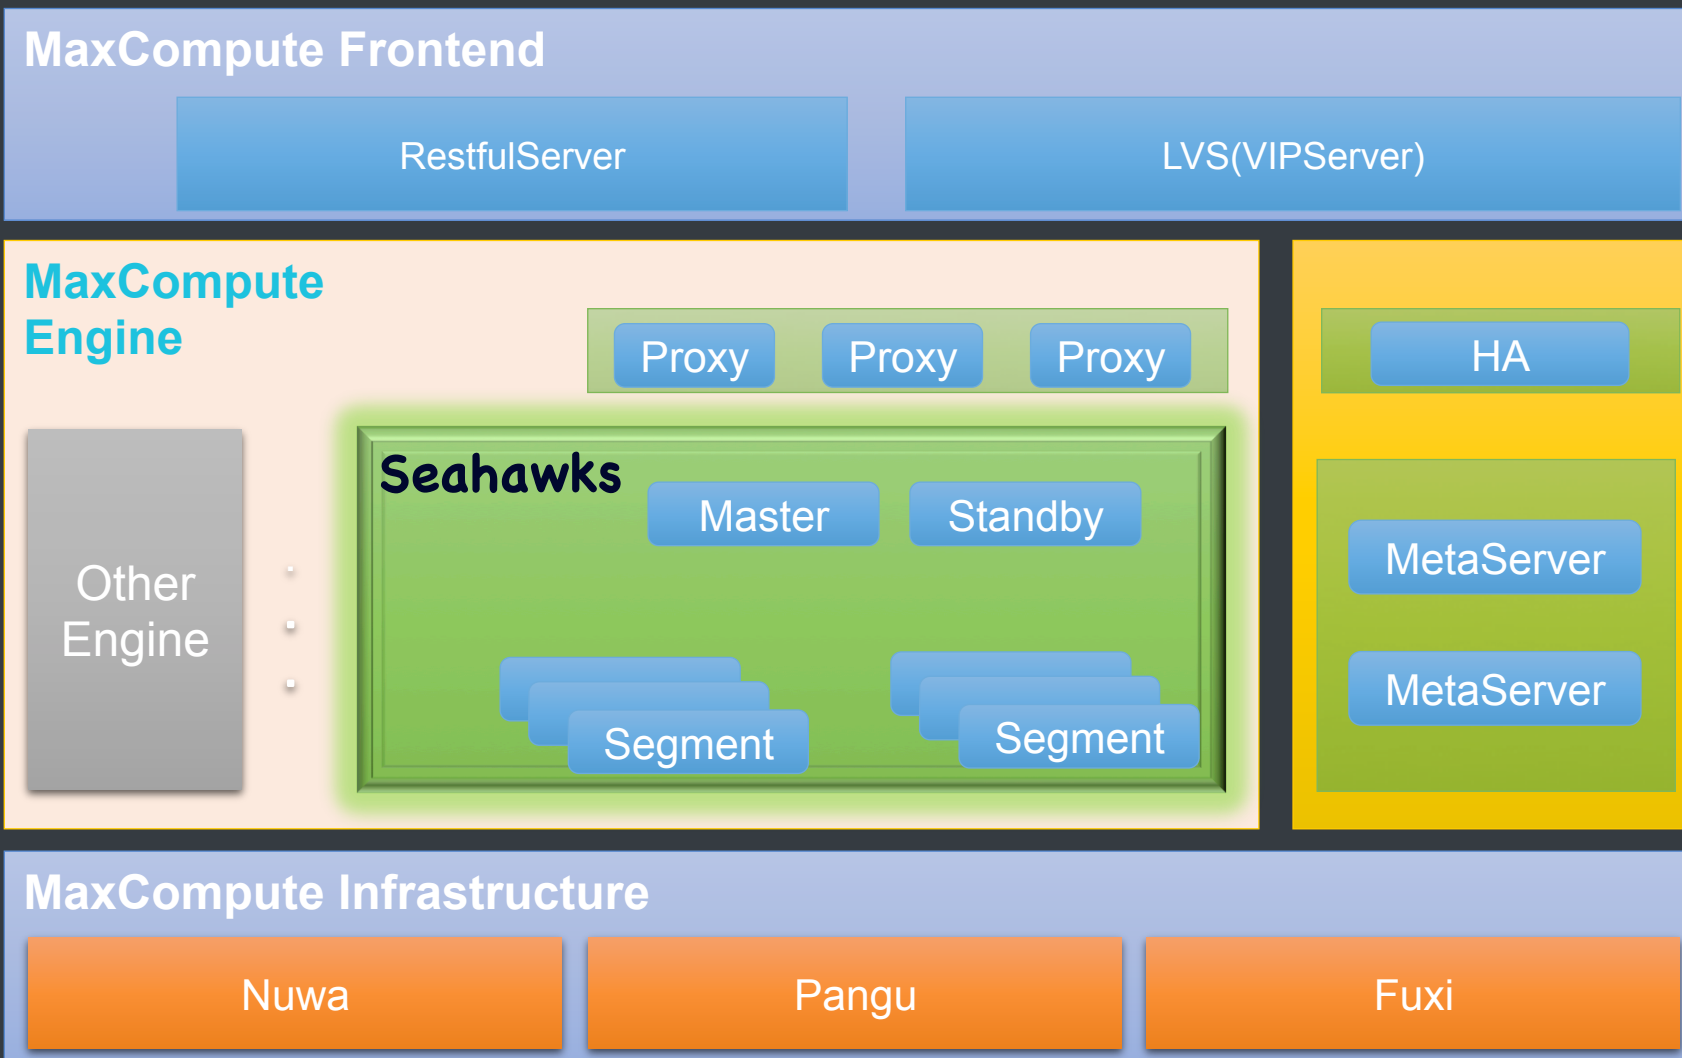 MaxCompute Frontend
RestfulServer
LVS(VIPServer)
MaxCompute
Engine
Proxy
Proxy
Proxy
HA
Seahawks
Master
Standby
Other
Engine
MetaServer
MetaServer
Segment
Segment
MaxCompute Infrastructure
Nuwa
Pangu
Fuxi